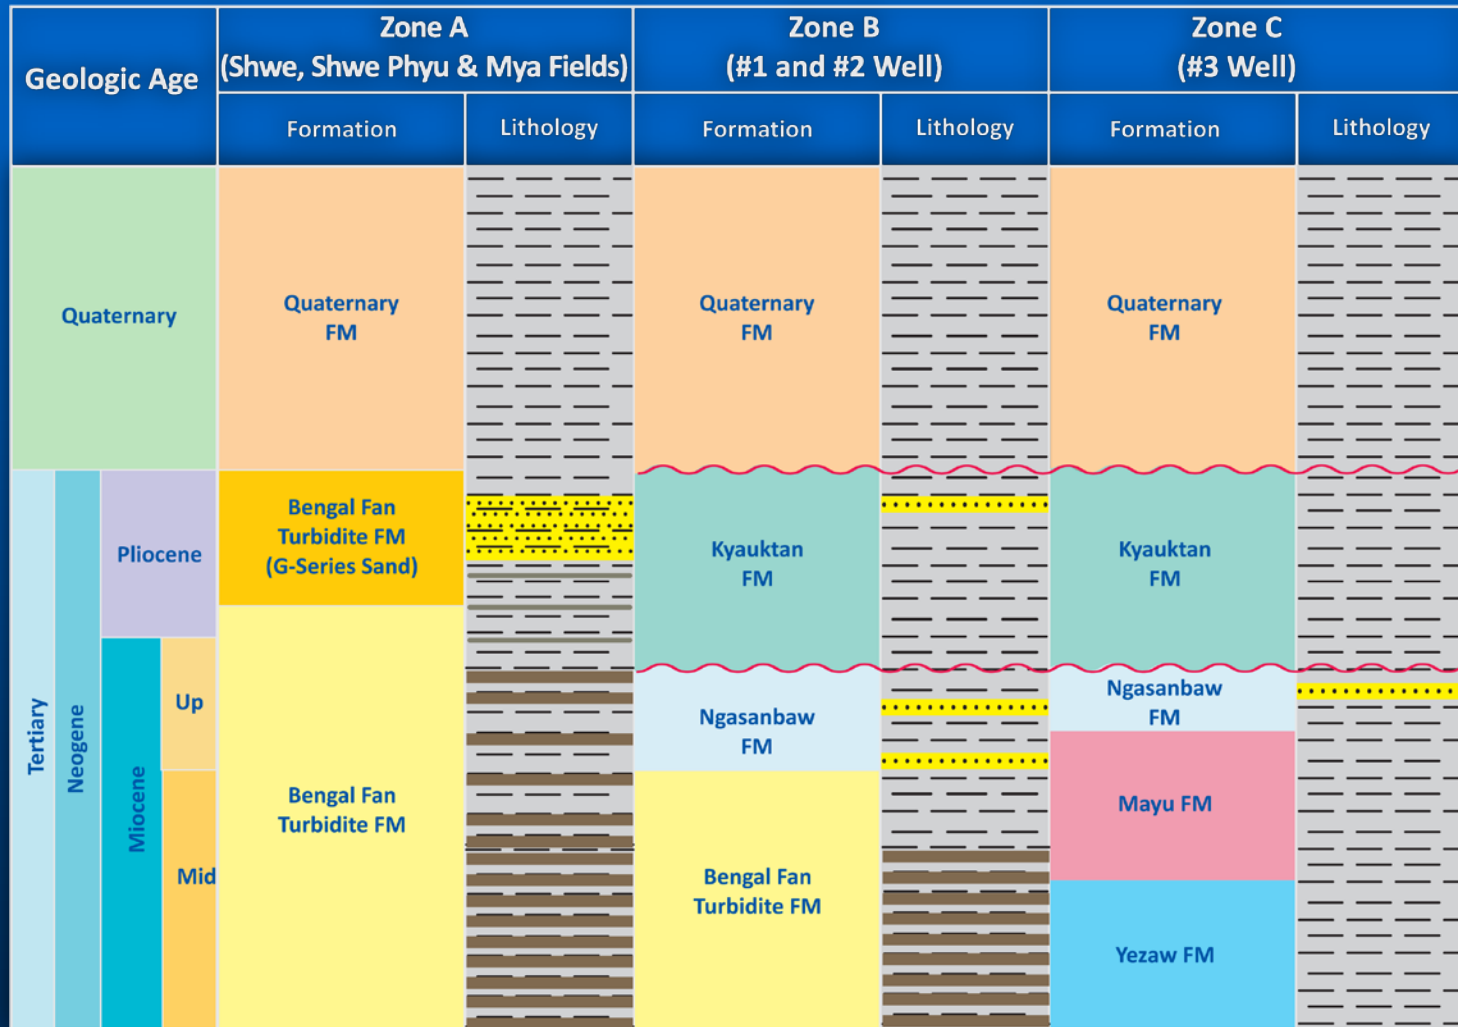 Geologic Age
Zone A
(Shwe, Shwe Phyu & Mya Fields)
Zone B
(#1 and #2 Well)
Zone C
(#3 Well)
Formation
Lithology
Formation
Lithology
Formation
Lithology
Quaternary
Quaternary
FM
Quaternary
FM
Quaternary
FM
Tertiary
Neogene
Pliocene
Miocene
Up
Mid
Bengal Fan
Turbidite FM
(G-Series Sand)
Bengal Fan
Turbidite FM
Kyauktan
FM
Ngasanbaw
FM
Bengal Fan
Turbidite FM
Kyauktan
FM
Ngasanbaw
FM
Mayu FM
Yezaw FM